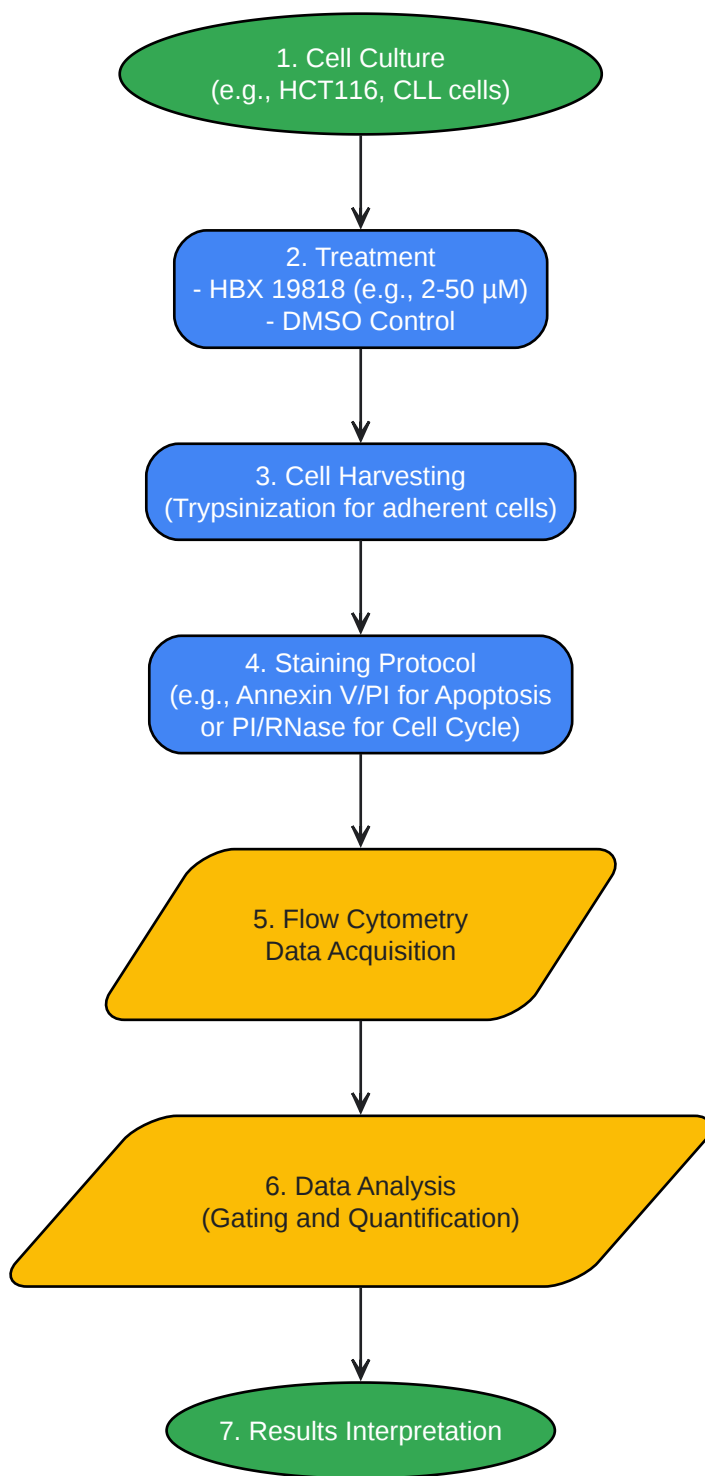 1. Cell Culture
(e.g., HCT116, CLL cells)
2. Treatment
- HBX 19818 (e.g., 2-50 µM)
- DMSO Control
3. Cell Harvesting
(Trypsinization for adherent cells)
4. Staining Protocol
(e.g., Annexin V/PI for Apoptosis
or PI/RNase for Cell Cycle)
5. Flow Cytometry
Data Acquisition
6. Data Analysis
(Gating and Quantification)
7. Results Interpretation